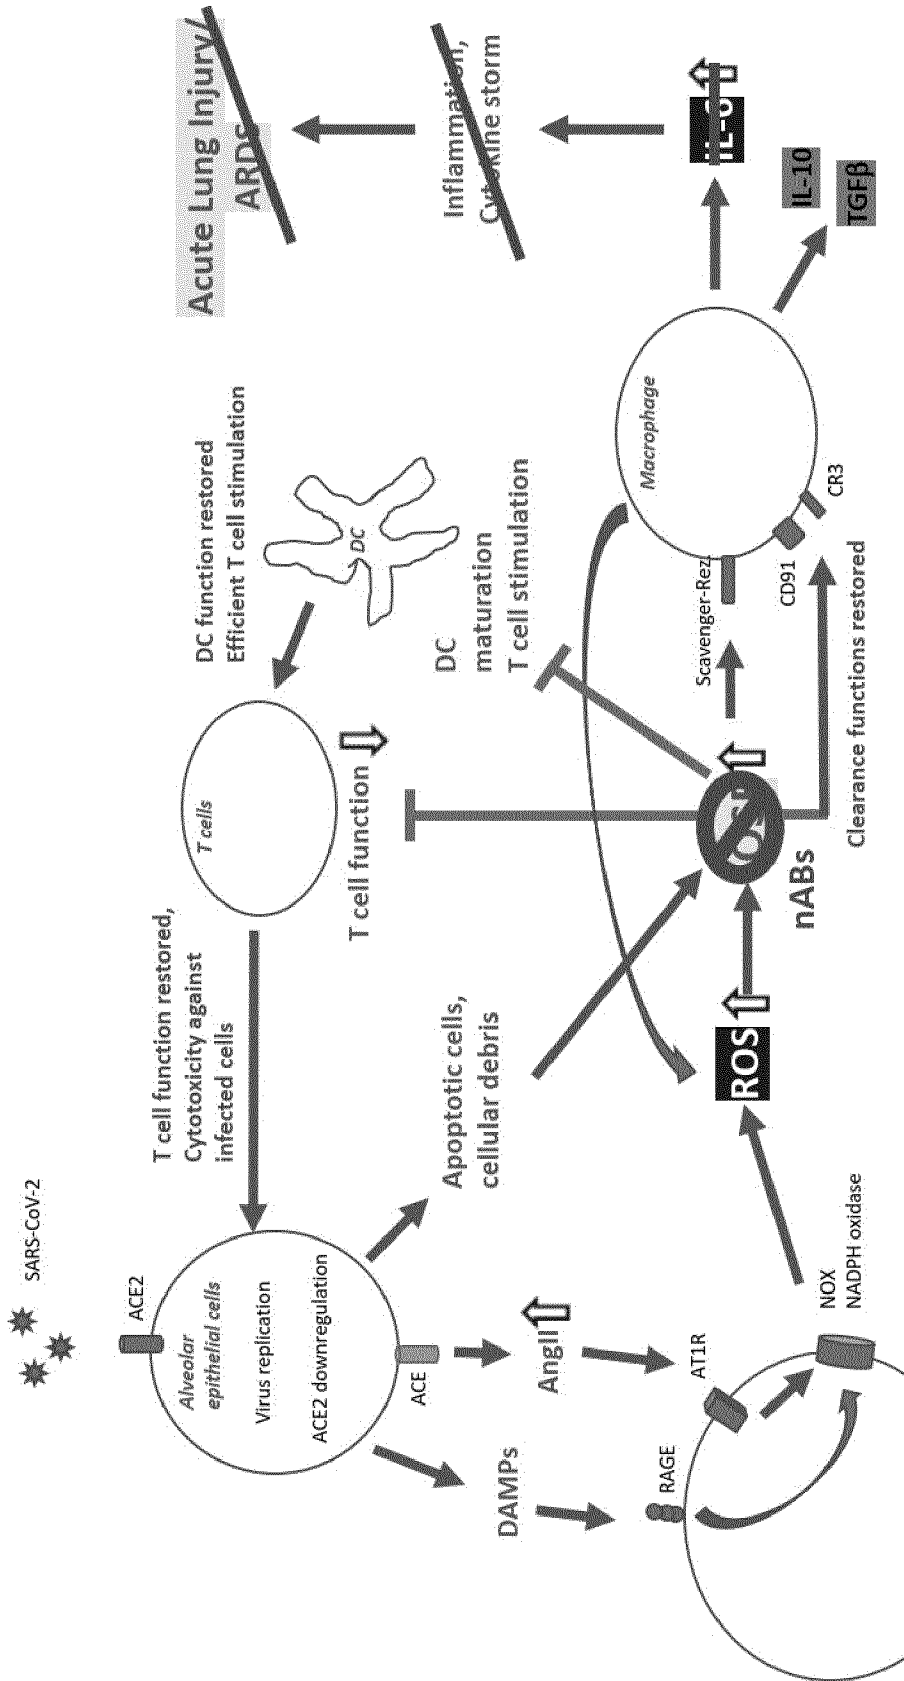 SARS-CoV-2
ACE2
Alveolar
epithelial cells
Virus replication
ACE2 downregulation
ACE
T cell function restored,
Cytotoxicity against
infected cells
T cells
T cell function
DC function restored
Efficient T cell stimulation
DC
DC
maturation
T cell stimulation
Acute Lung Injury/
ARDS
Inflammation,
Cytokine storm
IL-6
IL-10
TGFβ
Macrophage
Scavenger-Rez.
CD91
CR3
Clearance functions restored
nABs
Apoptotic cells,
cellular debris
ROS
DAMPs
AngII
RAGE
AT1R
NOX
NADPH oxidase